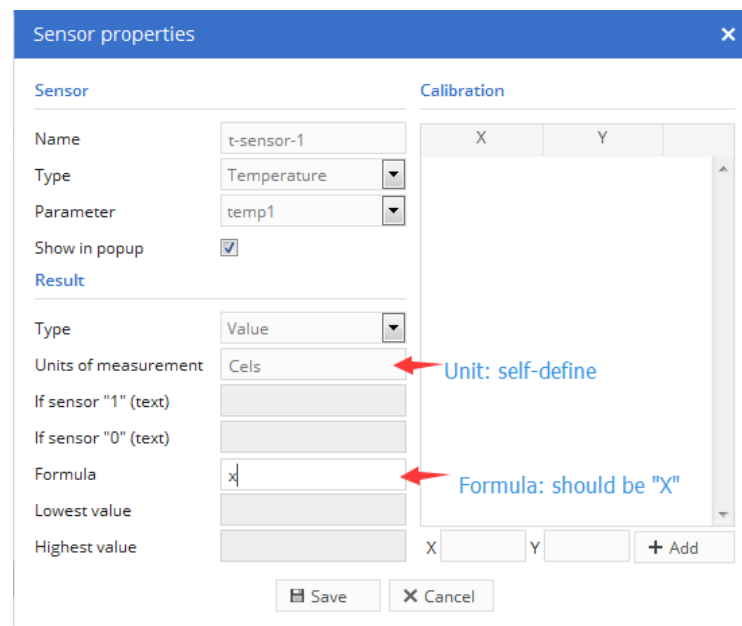 Sensor properties ×
Sensor
Name t-sensor-1
Type Temperature
Parameter temp1
Show in popup
Result
Type Value
Units of measurement Cels
If sensor "1" (text)
If sensor "0" (text)
Formula x
Lowest value
Highest value
Calibration
X Y
Unit: self-define
Formula: should be "X"
X Y + Add
Save × Cancel